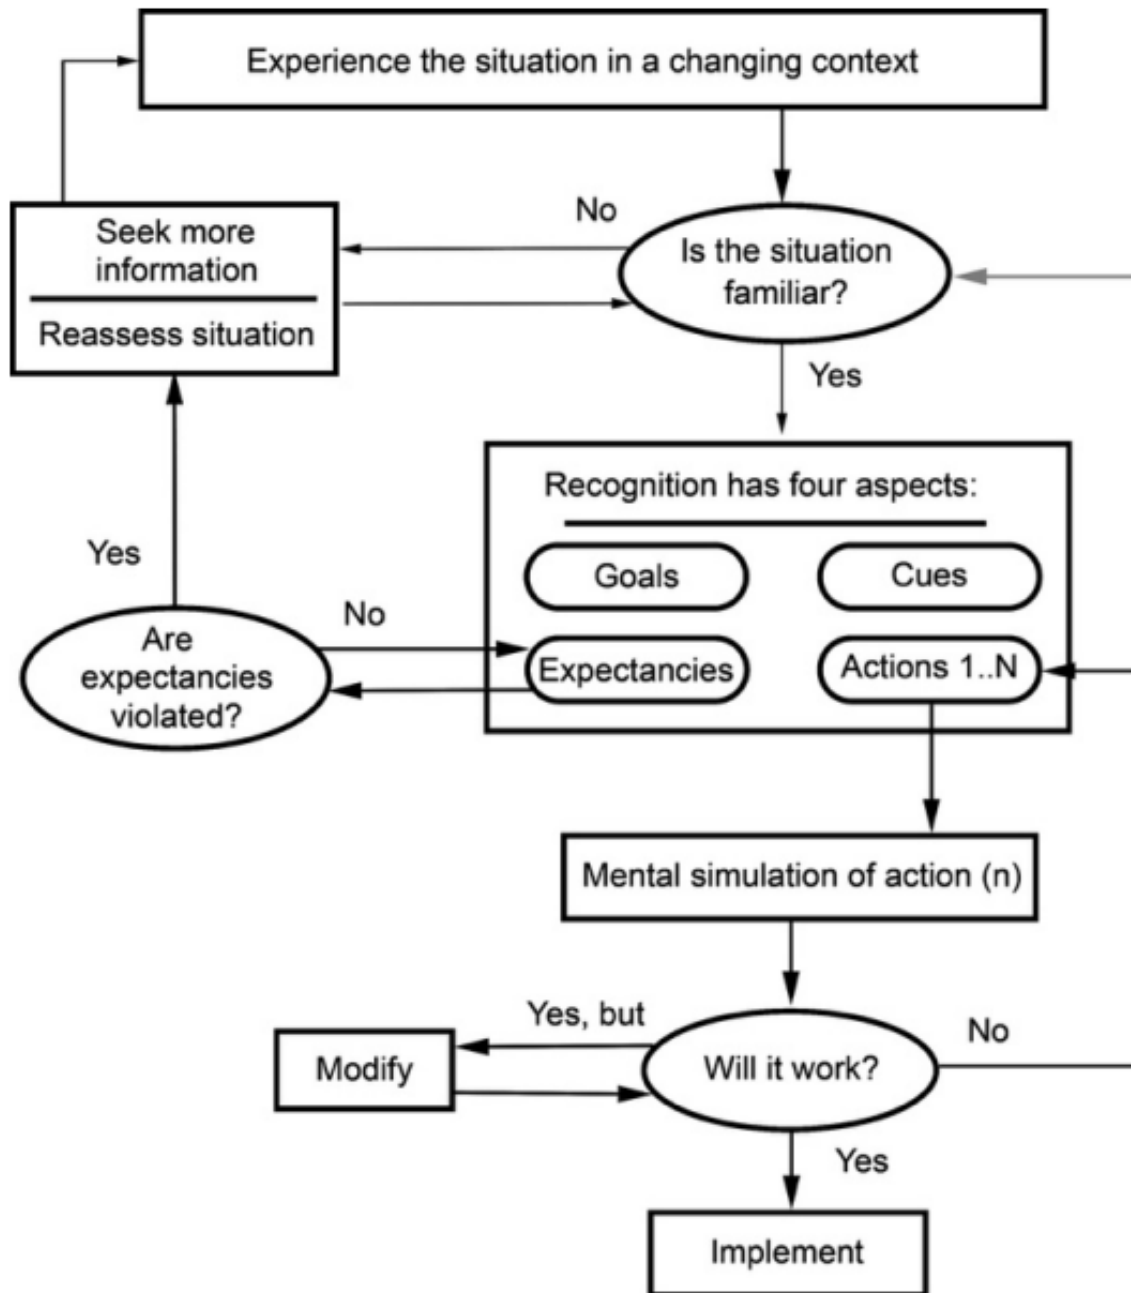 Experience the situation in a changing context
No
Is the situation
familiar?
Seek more
information
Reassess situation
Yes
Recognition has four aspects:
Goals
Cues
Yes
No
Are
expectancies
violated?
Expectancies
Actions 1..N
Mental simulation of action (n)
Yes, but
No
Modify
Will it work?
Yes
Implement